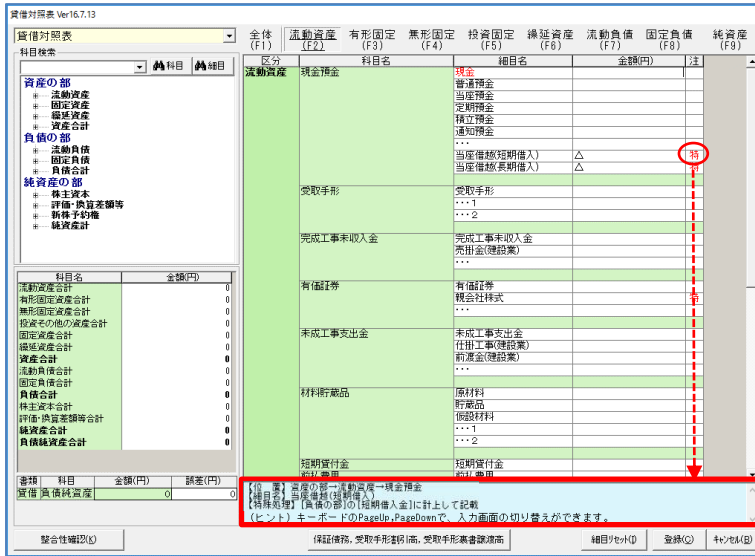 貸借対照表 Ver16.7.13
貸借対照表
全体 (F1)
流動資産 (F2)
有形固定 (F3)
無形固定 (F4)
投資固定 (F5)
繰延資産 (F6)
流動負債 (F7)
固定負債 (F8)
純資産 (F9)
科目検索
科目 細目
資産の部
流動資産
固定資産
繰延資産
資産合計
負債の部
流動負債
固定負債
負債合計
純資産の部
株主資本
評価・換算差額等
新株予約権
純資産計
科目名 金額(円)
流動資産合計 0
有形固定資産合計 0
無形固定資産合計 0
投資その他の資産合計 0
固定資産合計 0
繰延資産合計 0
資産合計 0
流動負債合計 0
固定負債合計 0
負債合計 0
株主資本合計 0
評価・換算差額等合計 0
純資産合計 0
負債純資産合計 0
書類 科目 金額(円) 誤差(円)
貸借 負債純資産 0 0
区分 科目名 細目名 金額(円) 注
流動資産 現金預金 現金
普通預金
当座預金
定期預金
積立預金
通知預金
・・・
当座借越(短期借入) △ 特
当座借越(長期借入) △ 特
受取手形 受取手形
・・・1
・・・2
完成工事未収入金 完成工事未収入金
売掛金(建設業)
・・・
有価証券 有価証券
親会社株式 特
・・・
未成工事支出金 未成工事支出金
仕掛工事(建設業)
前渡金(建設業)
・・・
材料貯蔵品 原材料
貯蔵品
仮設材料
・・・1
・・・2
短期貸付金 短期貸付金
前払費用 前払費用
【位　置】資産の部→流動資産→現金預金
【細目名】当座借越(短期借入)
【特殊処理】[負債の部]の[短期借入金]に計上して記載
(ヒント) キーボードのPageUp,PageDownで、入力画面の切り替えができます。
整合性確認(K)
保証債務,受取手形割引高,受取手形裏書譲渡高
細目リセット(I)
登録(C)
キャンセル(B)